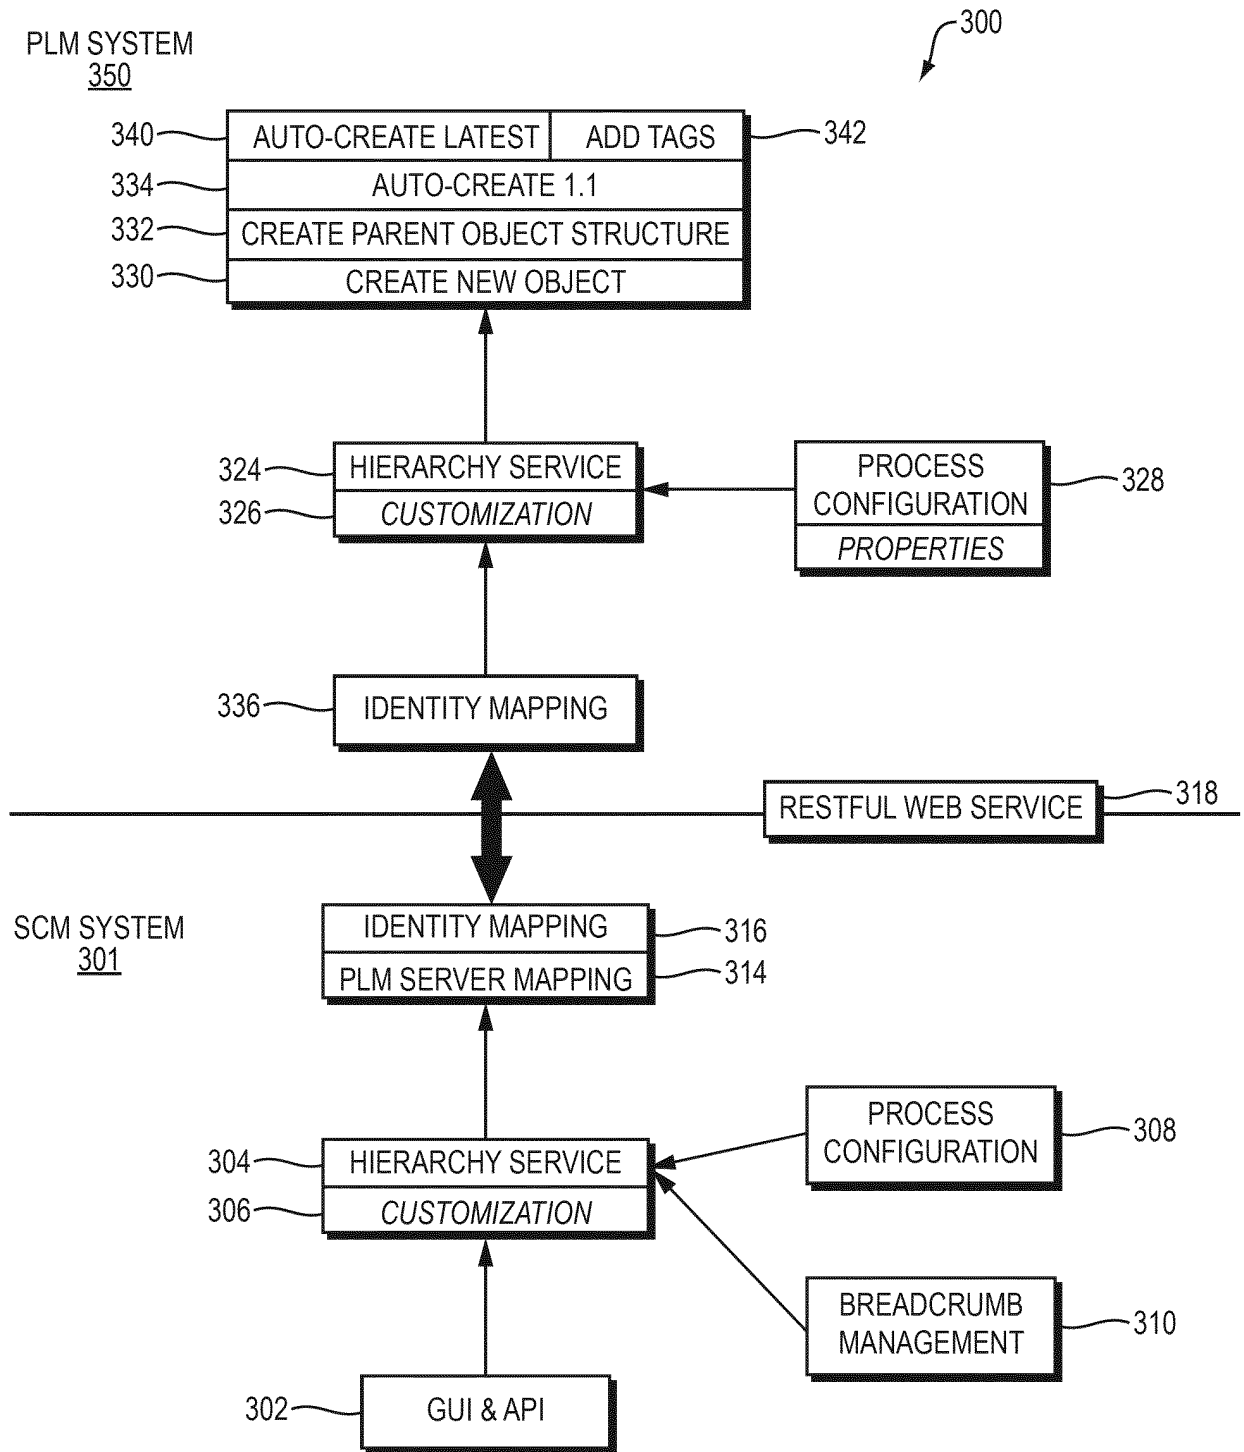 300
PLM SYSTEM
350
340
AUTO-CREATE LATEST
ADD TAGS
342
334
AUTO-CREATE 1.1
332
CREATE PARENT OBJECT STRUCTURE
330
CREATE NEW OBJECT
324
HIERARCHY SERVICE
326
CUSTOMIZATION
PROCESS
CONFIGURATION
PROPERTIES
328
336
IDENTITY MAPPING
RESTFUL WEB SERVICE
318
SCM SYSTEM
301
IDENTITY MAPPING
316
PLM SERVER MAPPING
314
304
HIERARCHY SERVICE
306
CUSTOMIZATION
PROCESS
CONFIGURATION
308
BREADCRUMB
MANAGEMENT
310
302
GUI & API